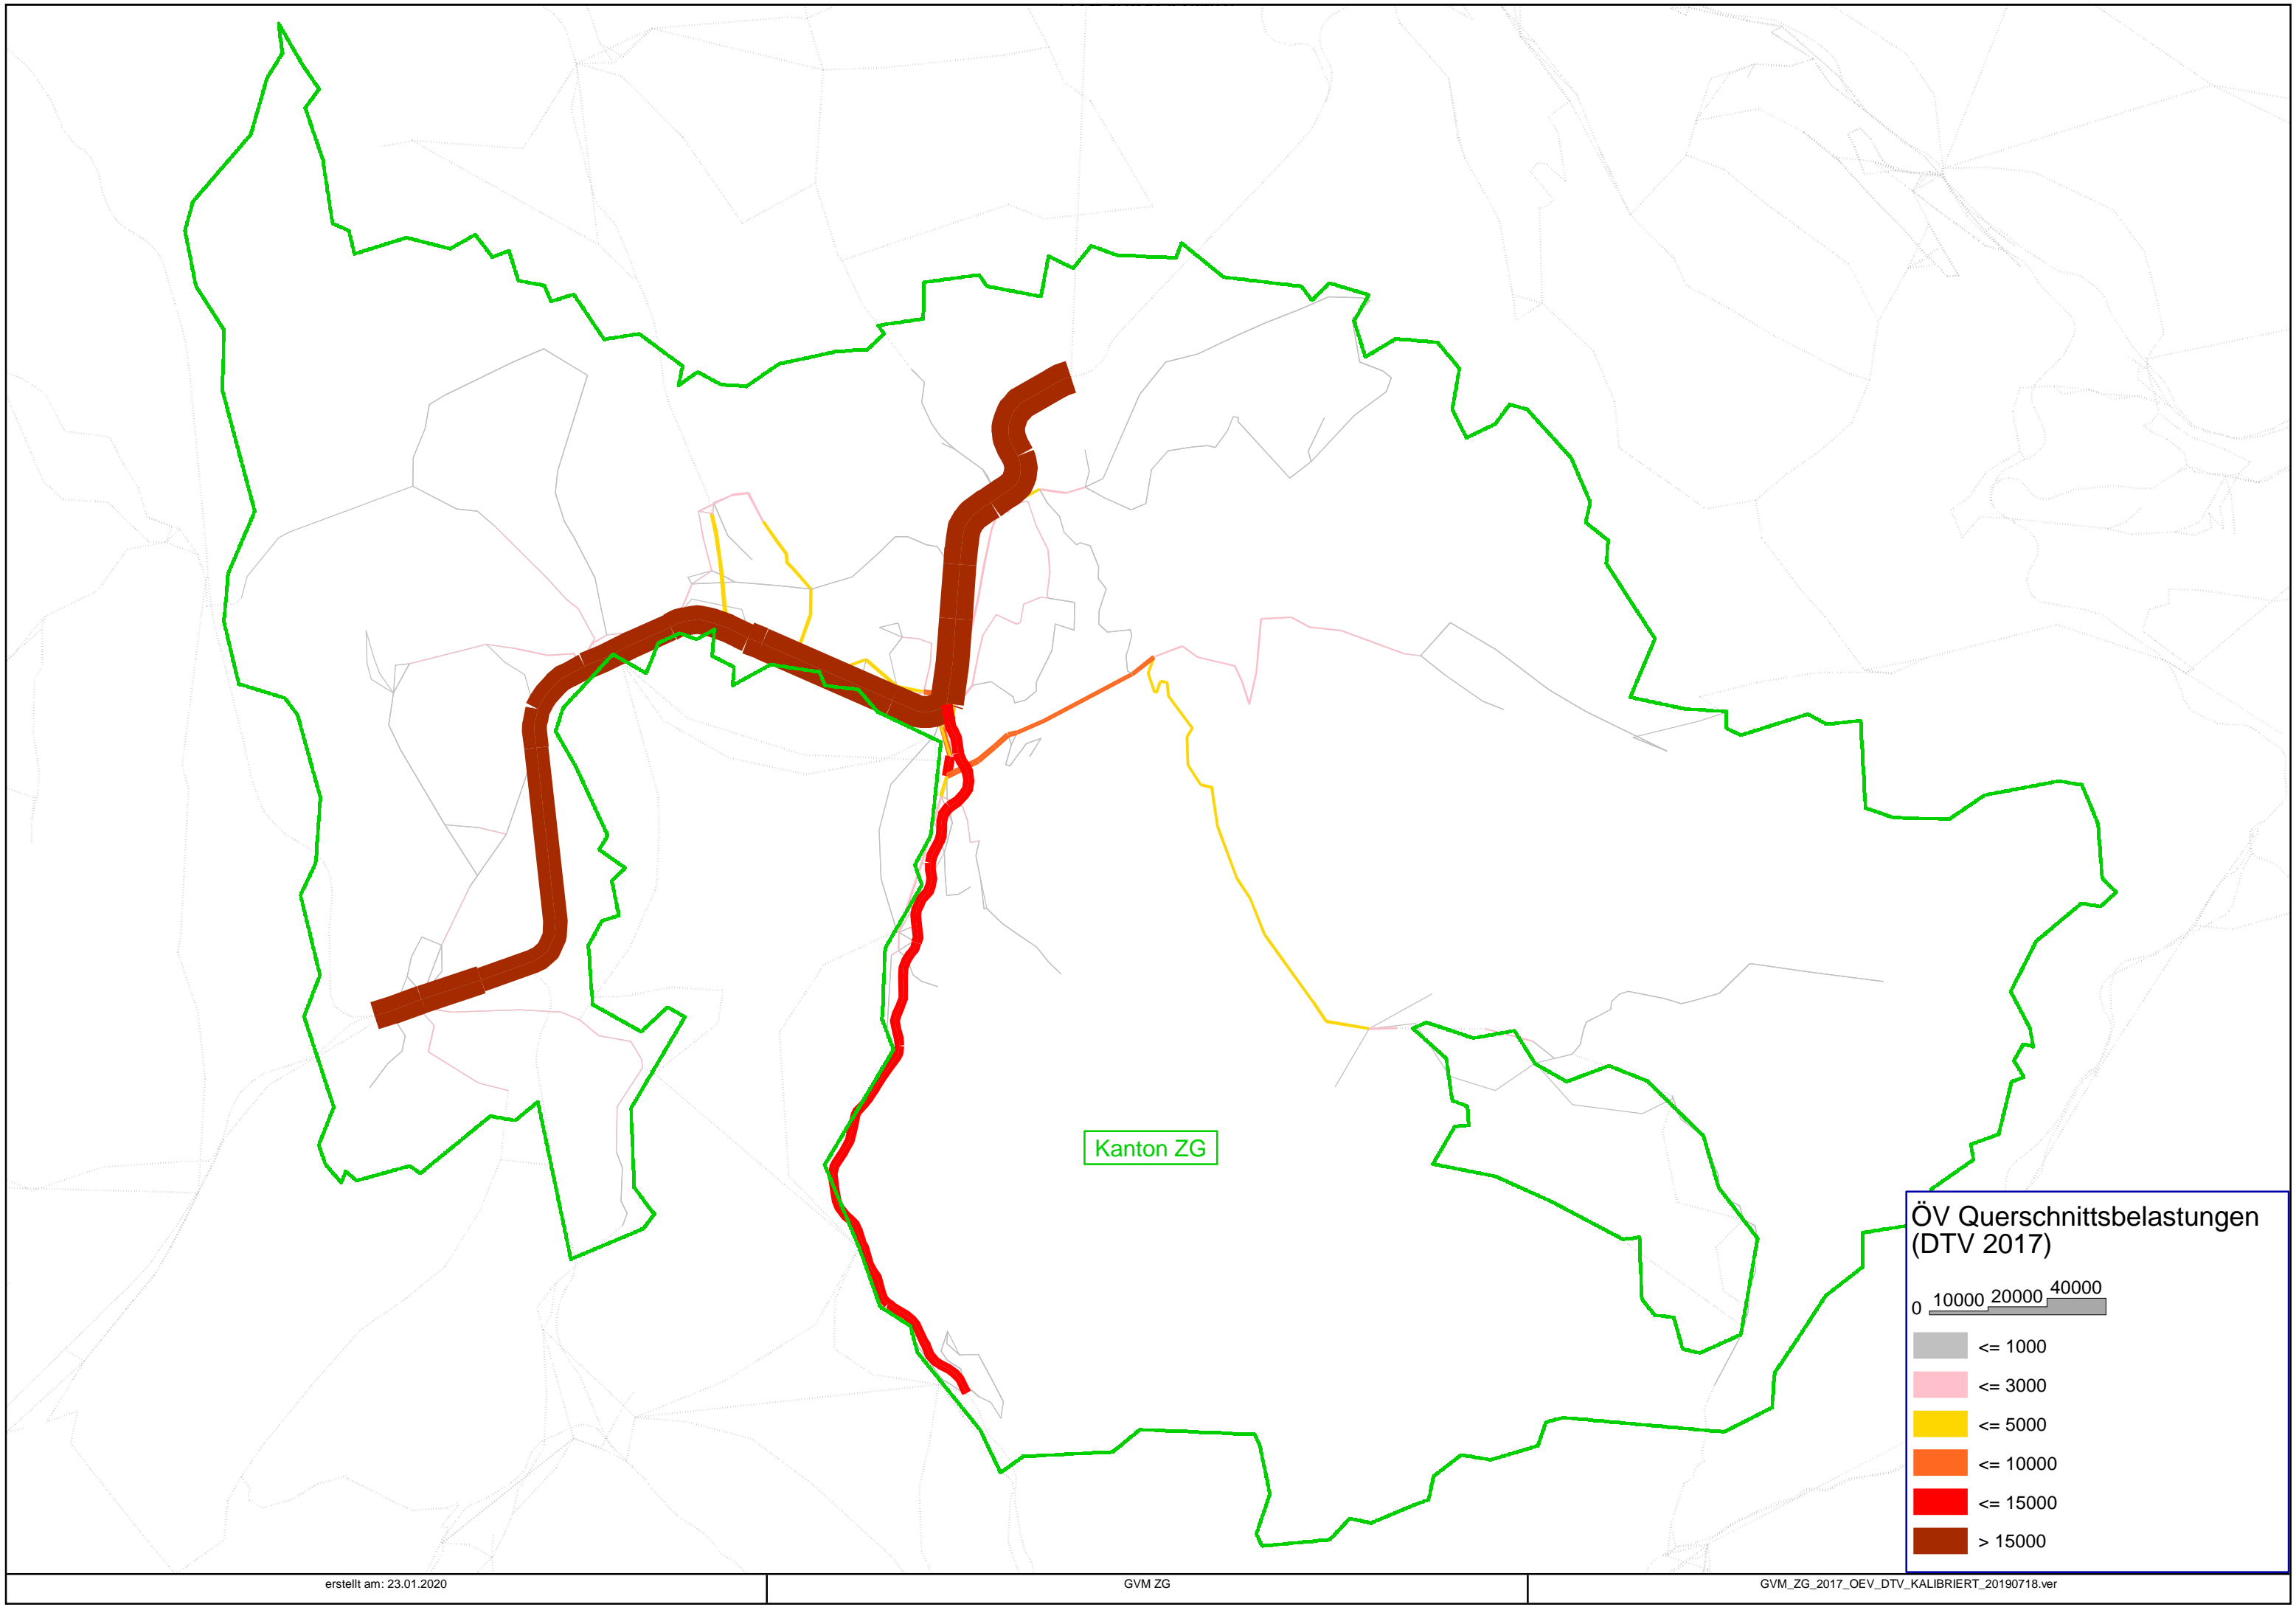 Kanton ZG
ÖV Querschnittsbelastungen
(DTV 2017)
0 10000 20000 40000
<= 1000
<= 3000
<= 5000
<= 10000
<= 15000
> 15000
erstellt am: 23.01.2020
GVM ZG
GVM_ZG_2017_OEV_DTV_KALIBRIERT_20190718.ver